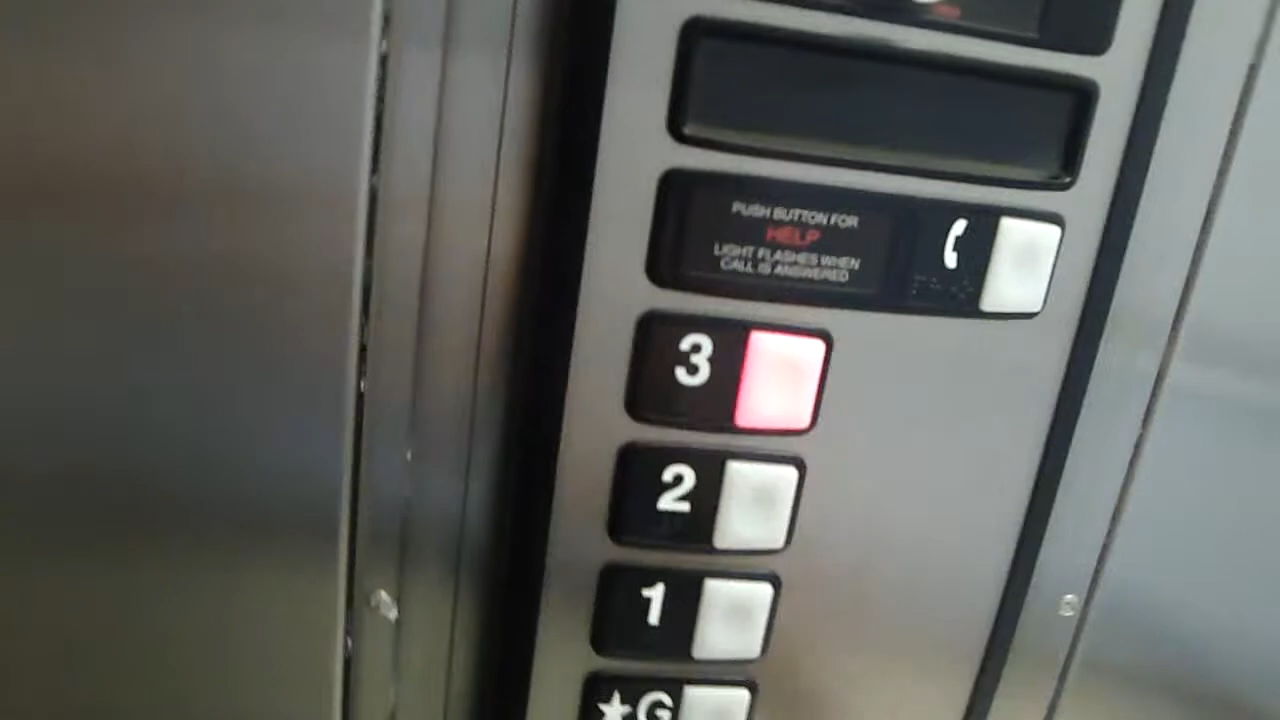 PUSH BUTTON FOR
HELP
LIGHT FLASHES WHEN
CALL IS ANSWERED
3
2
1
★G